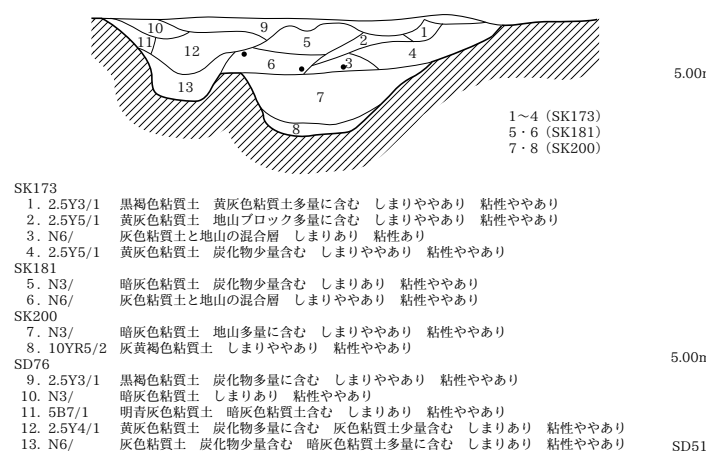 10
9
1
11
2
12
5
4
6
3
13
7
8
5.00
1～4（SK173）
5・6（SK181）
7・8（SK200）
SK173
1. 2.5Y3/1 黒褐色粘質土 黄灰色粘質土多量に含む しまりややあり 粘性ややあり
2. 2.5Y5/1 黄灰色粘質土 地山ブロック多量に含む しまりややあり 粘性ややあり
3. N6/ 灰色粘質土と地山の混合層 しまりあり 粘性あり
4. 2.5Y5/1 黄灰色粘質土 炭化物少量含む しまりややあり 粘性ややあり
SK181
5. N3/ 暗灰色粘質土 炭化物少量含む しまりあり 粘性ややあり
6. N6/ 灰色粘質土と地山の混合層 しまりややあり 粘性ややあり
SK200
7. N3/ 暗灰色粘質土 地山多量に含む しまりややあり 粘性ややあり
8. 10YR5/2 灰黄褐色粘質土 しまりややあり 粘性ややあり
5.00
SD76
9. 2.5Y3/1 黒褐色粘質土 炭化物多量に含む しまりややあり 粘性ややあり
10. N3/ 暗灰色粘質土 しまりあり 粘性ややあり
11. 5B7/1 明青灰色粘質土 暗灰色粘質土含む しまりあり 粘性ややあり
12. 2.5Y4/1 黄灰色粘質土 炭化物多量に含む 灰色粘質土少量含む しまりあり 粘性ややあり
13. N6/ 灰色粘質土 炭化物少量含む 暗灰色粘質土多量に含む しまりあり 粘性ややあり
SD51